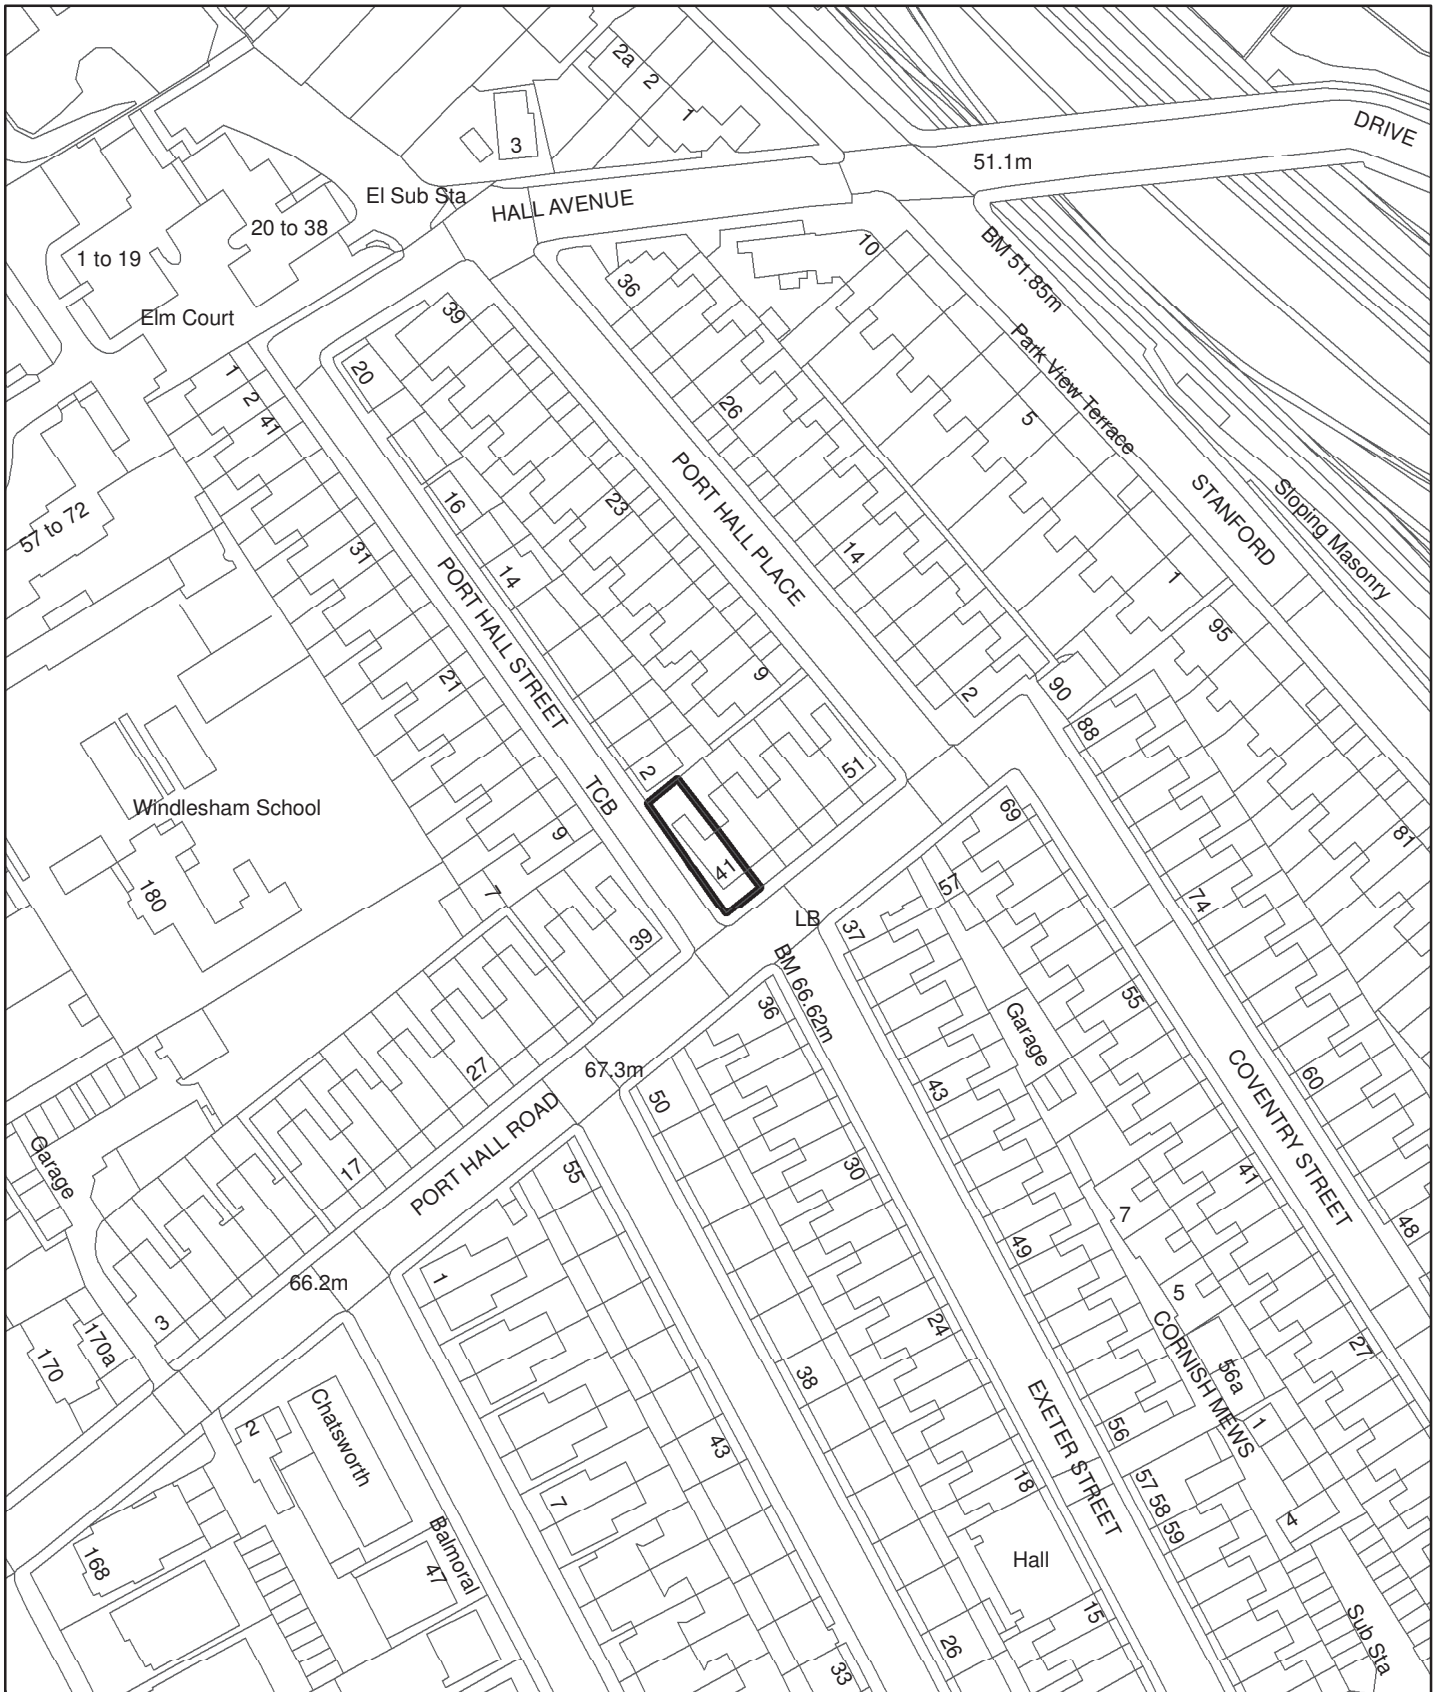 2a
2
1
3
DRIVE
51.1m
El Sub Sta
HALL AVENUE
20 to 38
1 to 19
Elm Court
36
10
BM 51.85m
39
20
1
2
41
26
5
Park View Terrace
16
23
PORT HALL PLACE
STANFORD
Sloping Masonry
57 to 72
31
14
14
1
PORT HALL STREET
21
9
2
95
90
88
TCB
2
51
Windlesham School
9
69
81
180
7
41
57
74
39
LB
37
BM 66.62m
36
55
Garage
67.3m
27
50
43
60
COVENTRY STREET
Garage
17
PORT HALL ROAD
55
30
41
7
49
48
66.2m
1
5
3
170
170a
24
CORNISH MEWS
27
38
56a
Chatsworth
2
43
EXETER STREET
56
1
18
57 58 59
7
4
168
Balmoral
47
Hall
15
26
33
Sub Sta